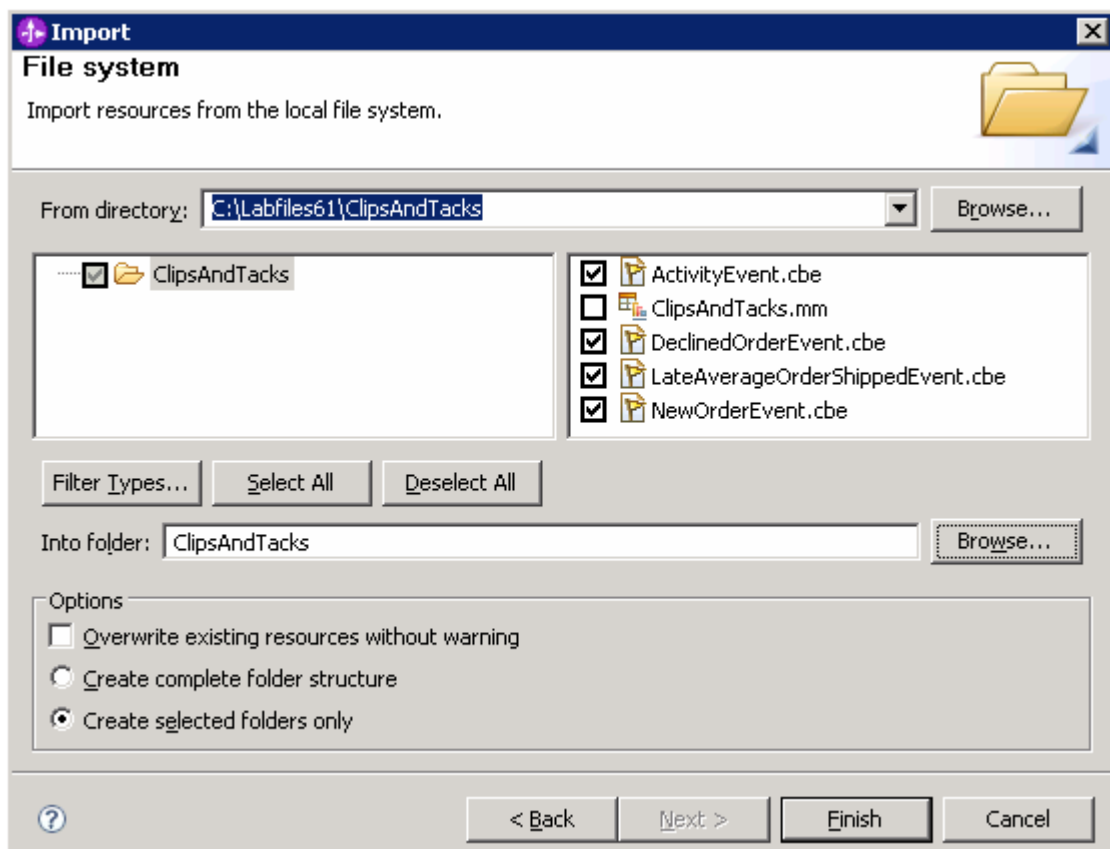 Import
File system
Import resources from the local file system.
From directory: C:\Labfiles61\ClipsAndTacks Browse...
ClipsAndTacks
ActivityEvent.cbe
ClipsAndTacks.mm
DeclinedOrderEvent.cbe
LateAverageOrderShippedEvent.cbe
NewOrderEvent.cbe
Filter Types... Select All Deselect All
Into folder: ClipsAndTacks Browse...
Options
Overwrite existing resources without warning
Create complete folder structure
Create selected folders only
? < Back Next > Finish Cancel